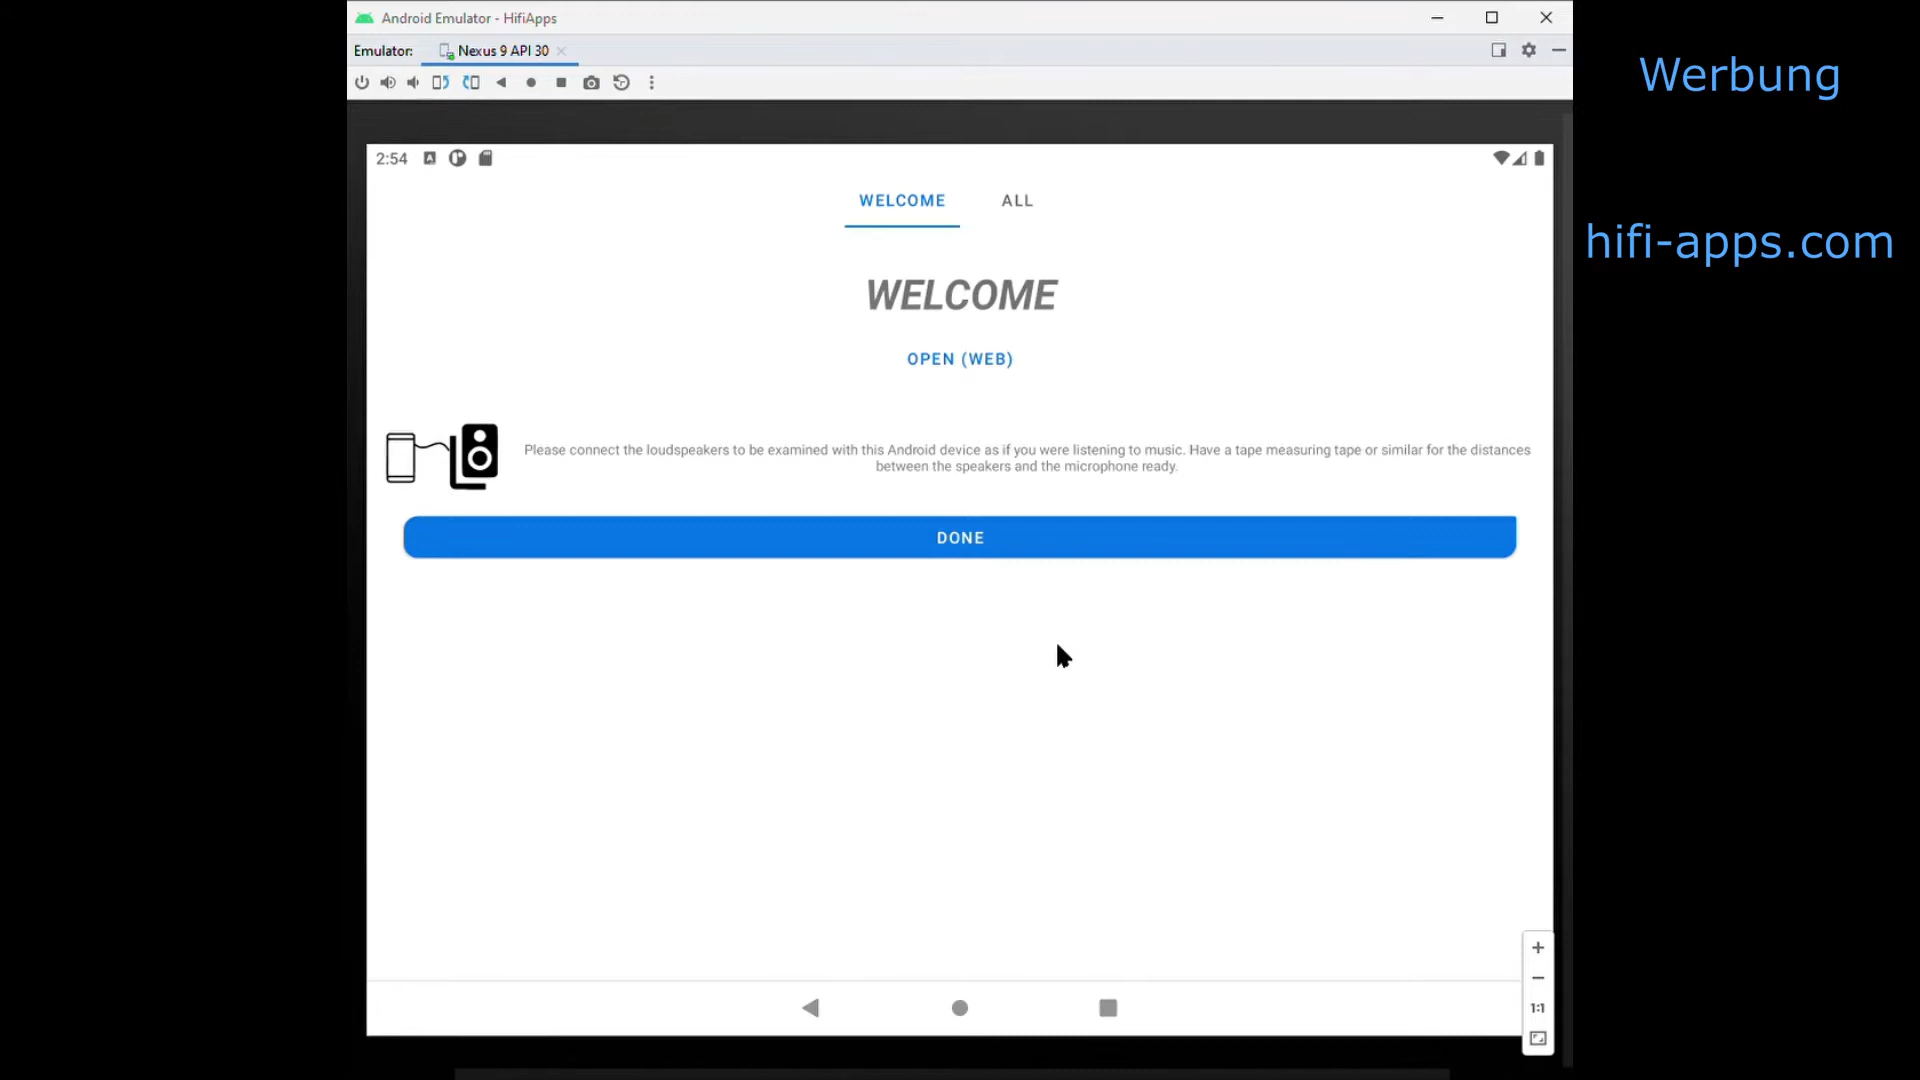 Android Emulator - HifiApps
Werbung
Emulator: Nexus 9 API 30
2:54
WELCOME ALL
hifi-apps.com
WELCOME
OPEN (WEB)
Please connect the loudspeakers to be examined with this Android device as if you were listening to music. Have a tape measuring tape or similar for the distances
between the speakers and the microphone ready.
DONE
1:1